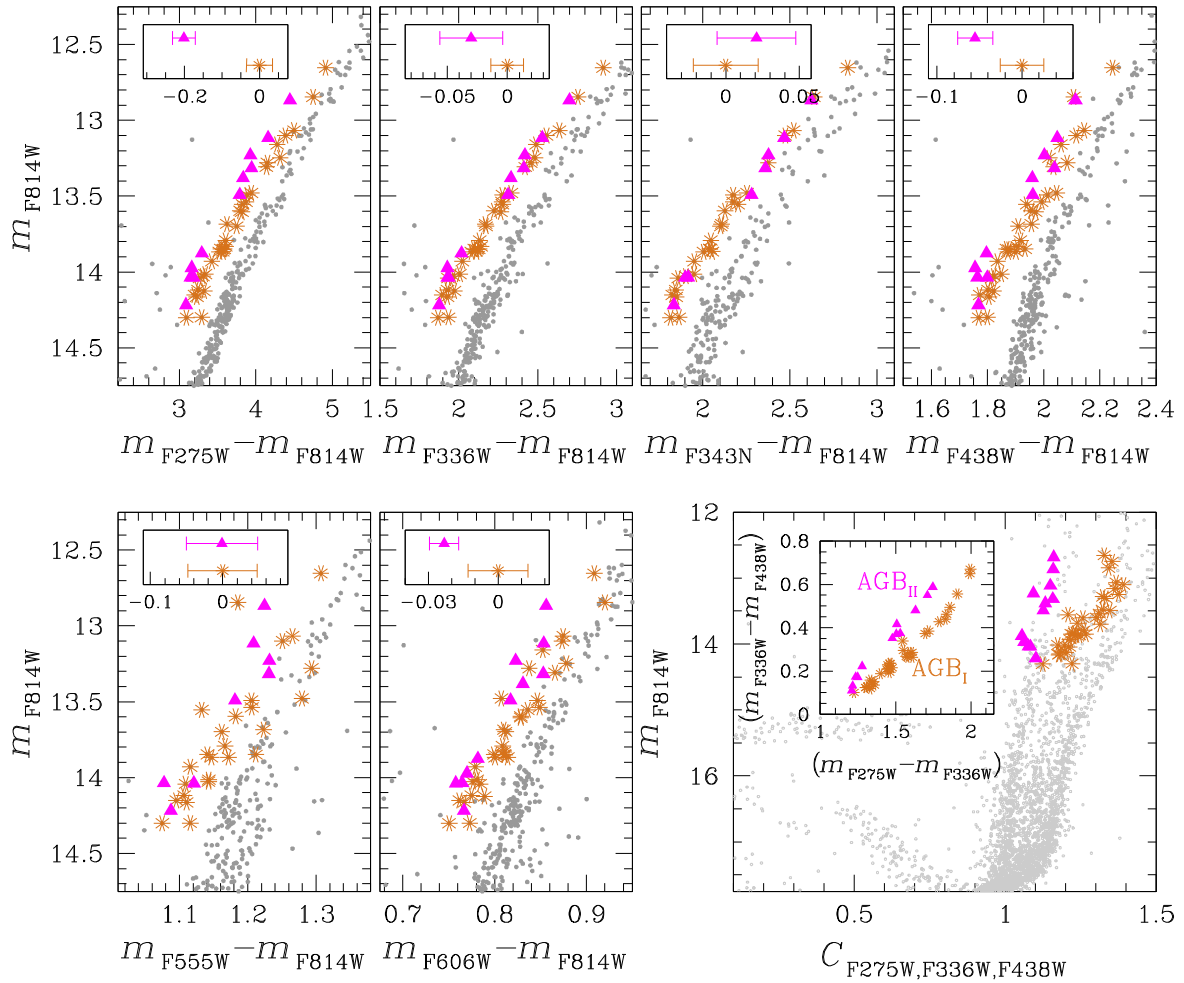 12.5
13
13.5
14
14.5
m_F814W
−0.2 0
−0.05 0
0 0.05
−0.1 0
3 4 5
1.5 2 2.5 3
2 2.5 3
1.6 1.8 2 2.2 2.4
m_F275W−m_F814W
m_F336W−m_F814W
m_F343N−m_F814W
m_F438W−m_F814W
12.5
13
13.5
14
14.5
m_F814W
−0.1 0
−0.03 0
1.1 1.2 1.3
0.7 0.8 0.9
m_F555W−m_F814W
m_F606W−m_F814W
12
14
16
m_F814W
0.8
0.6
0.4
0.2
0
(m_F336W−m_F438W)
AGB_II
AGB_I
1 1.5 2
(m_F275W−m_F336W)
0.5 1 1.5
C_F275W,F336W,F438W